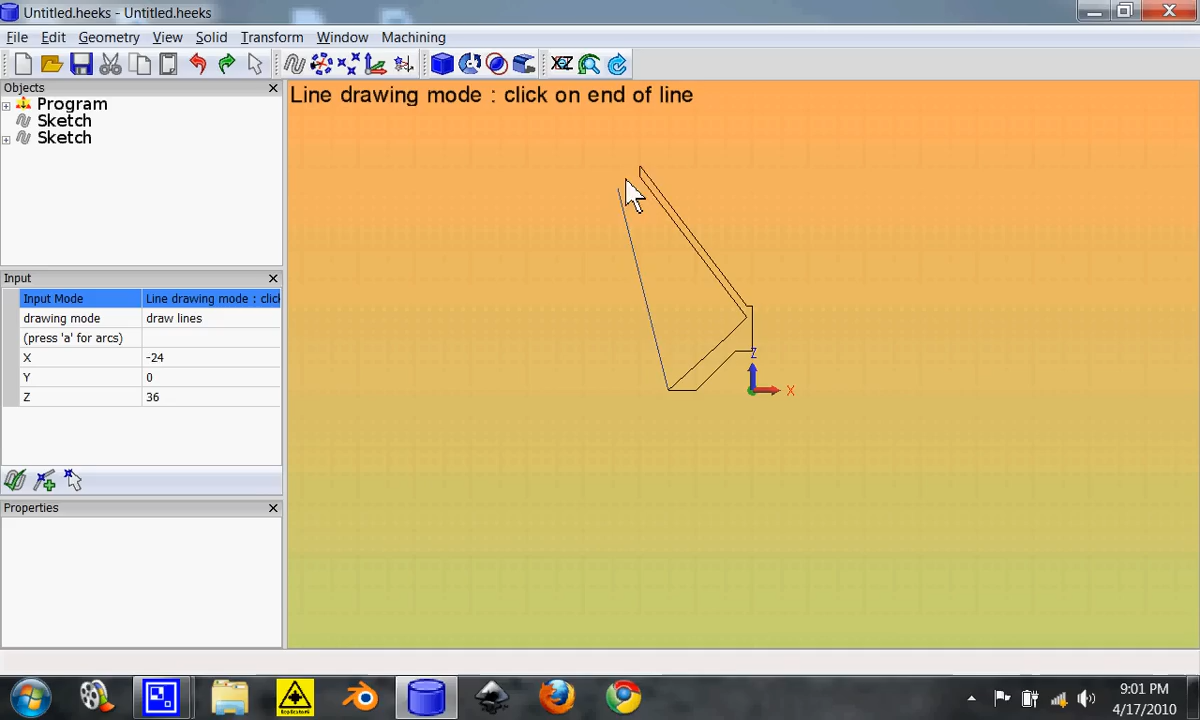 Untitled.heeks - Untitled.heeks
File Edit Geometry View Solid Transform Window Machining
Objects
Program
Sketch
Sketch
Line drawing mode : click on end of line
Z
X
Input
Input Mode Line drawing mode : click
drawing mode draw lines
(press 'a' for arcs)
X -24
Y 0
Z 36
Properties
9:01 PM
4/17/2010